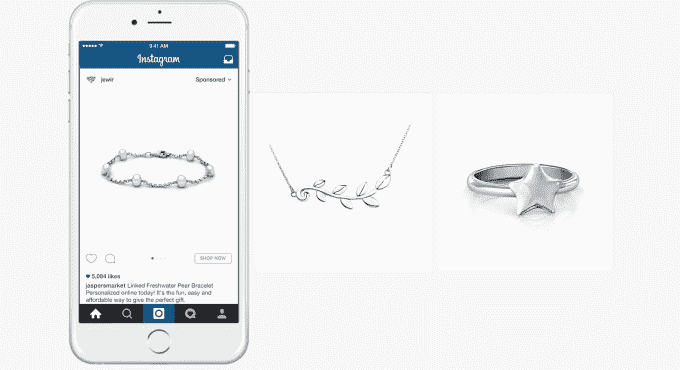 9:41 AM
Instagram
jewlr
Sponsored
SHOP NOW
5,084 likes
jaspersmarket Linked Freshwater Pear Bracelet
Personalized online today! It's the fun, easy and
affordable way to give the perfect gift.